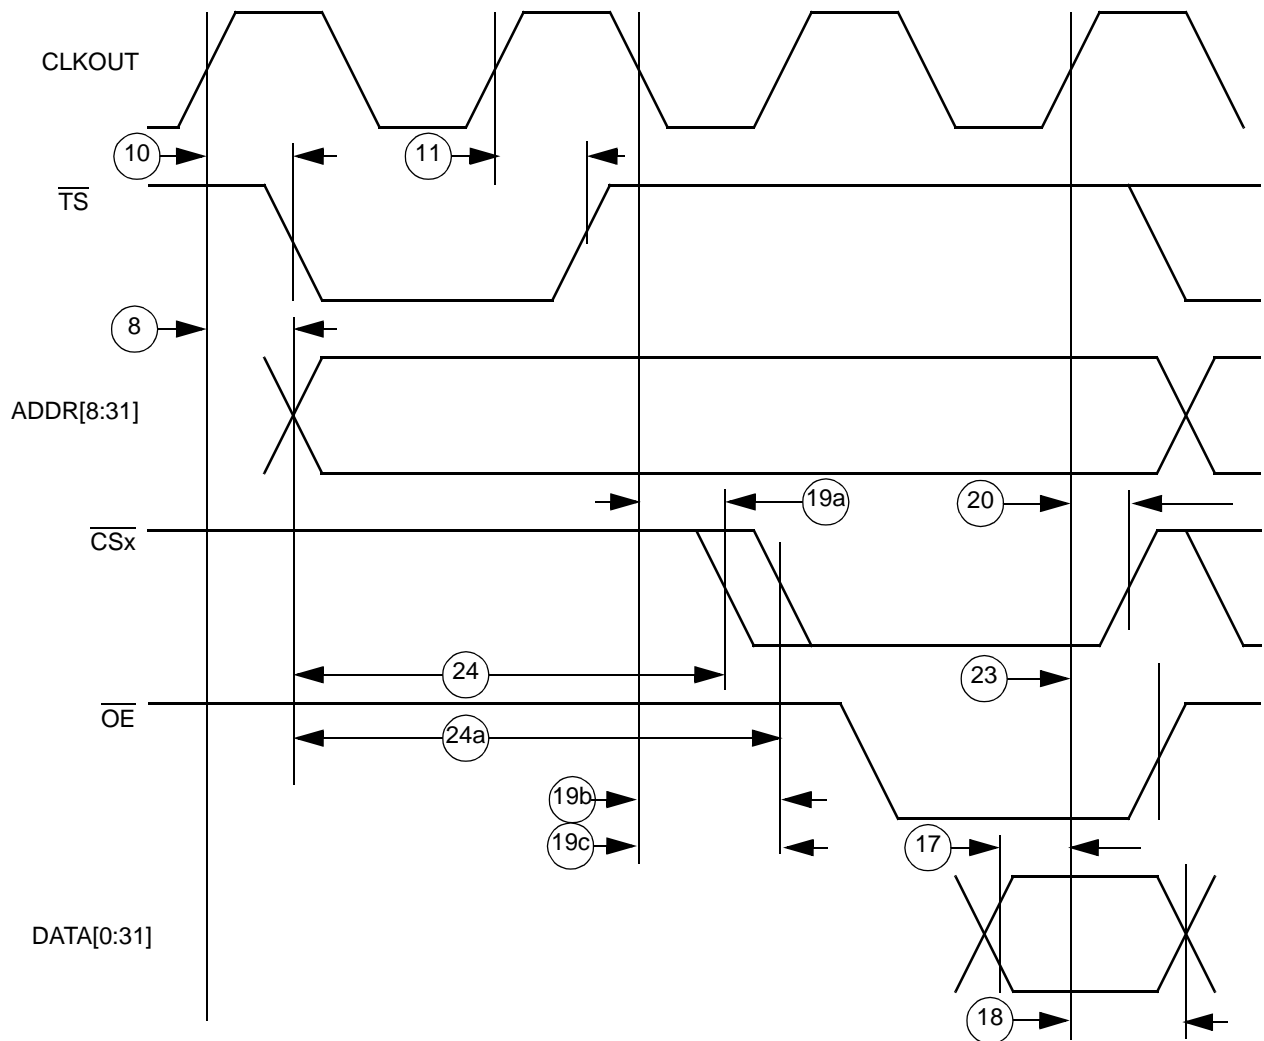 CLKOUT
10
11
TS
8
ADDR[8:31]
19a
20
CSx
24
23
OE
24a
19b
19c
17
DATA[0:31]
18